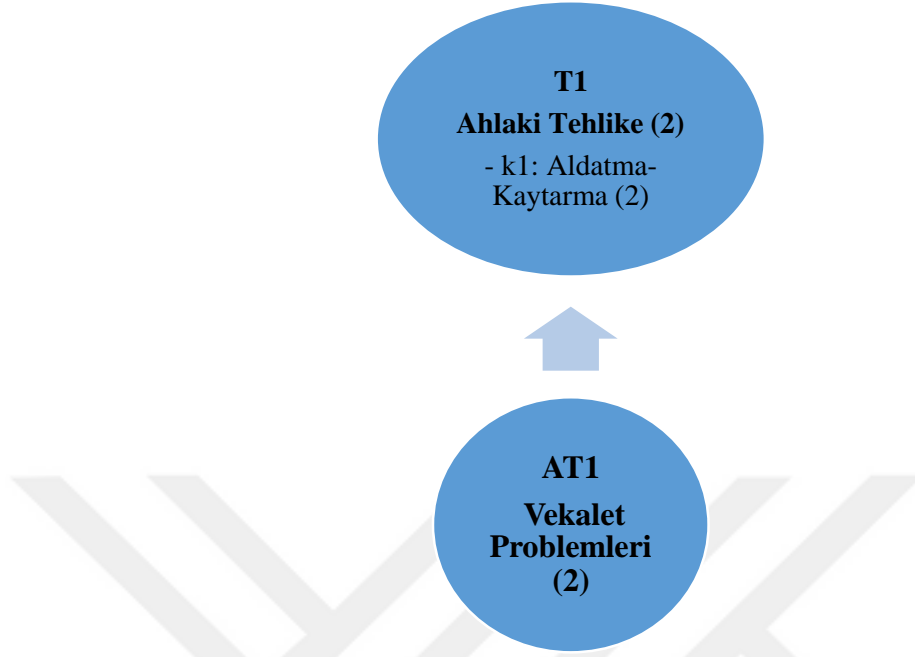 T1
Ahlaki Tehlike (2)
- k1: Aldatma-
Kaytarma (2)
AT1
Vekalet
Problemleri
(2)